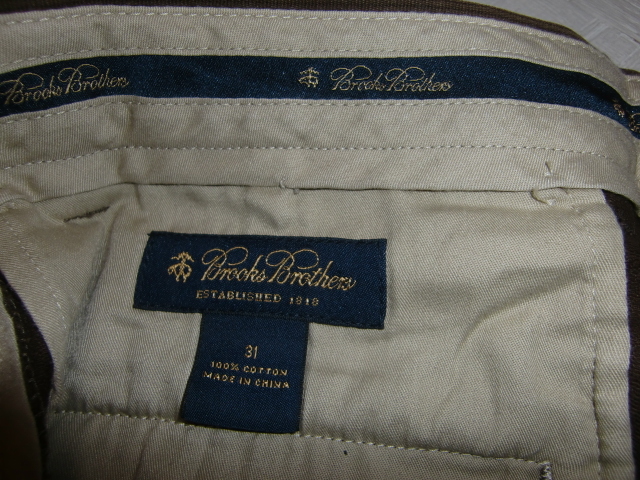 Brooks Brothers Brooks Brothers
Brooks Brothers
ESTABLISHED 1818
31
100% COTTON
MADE IN CHINA